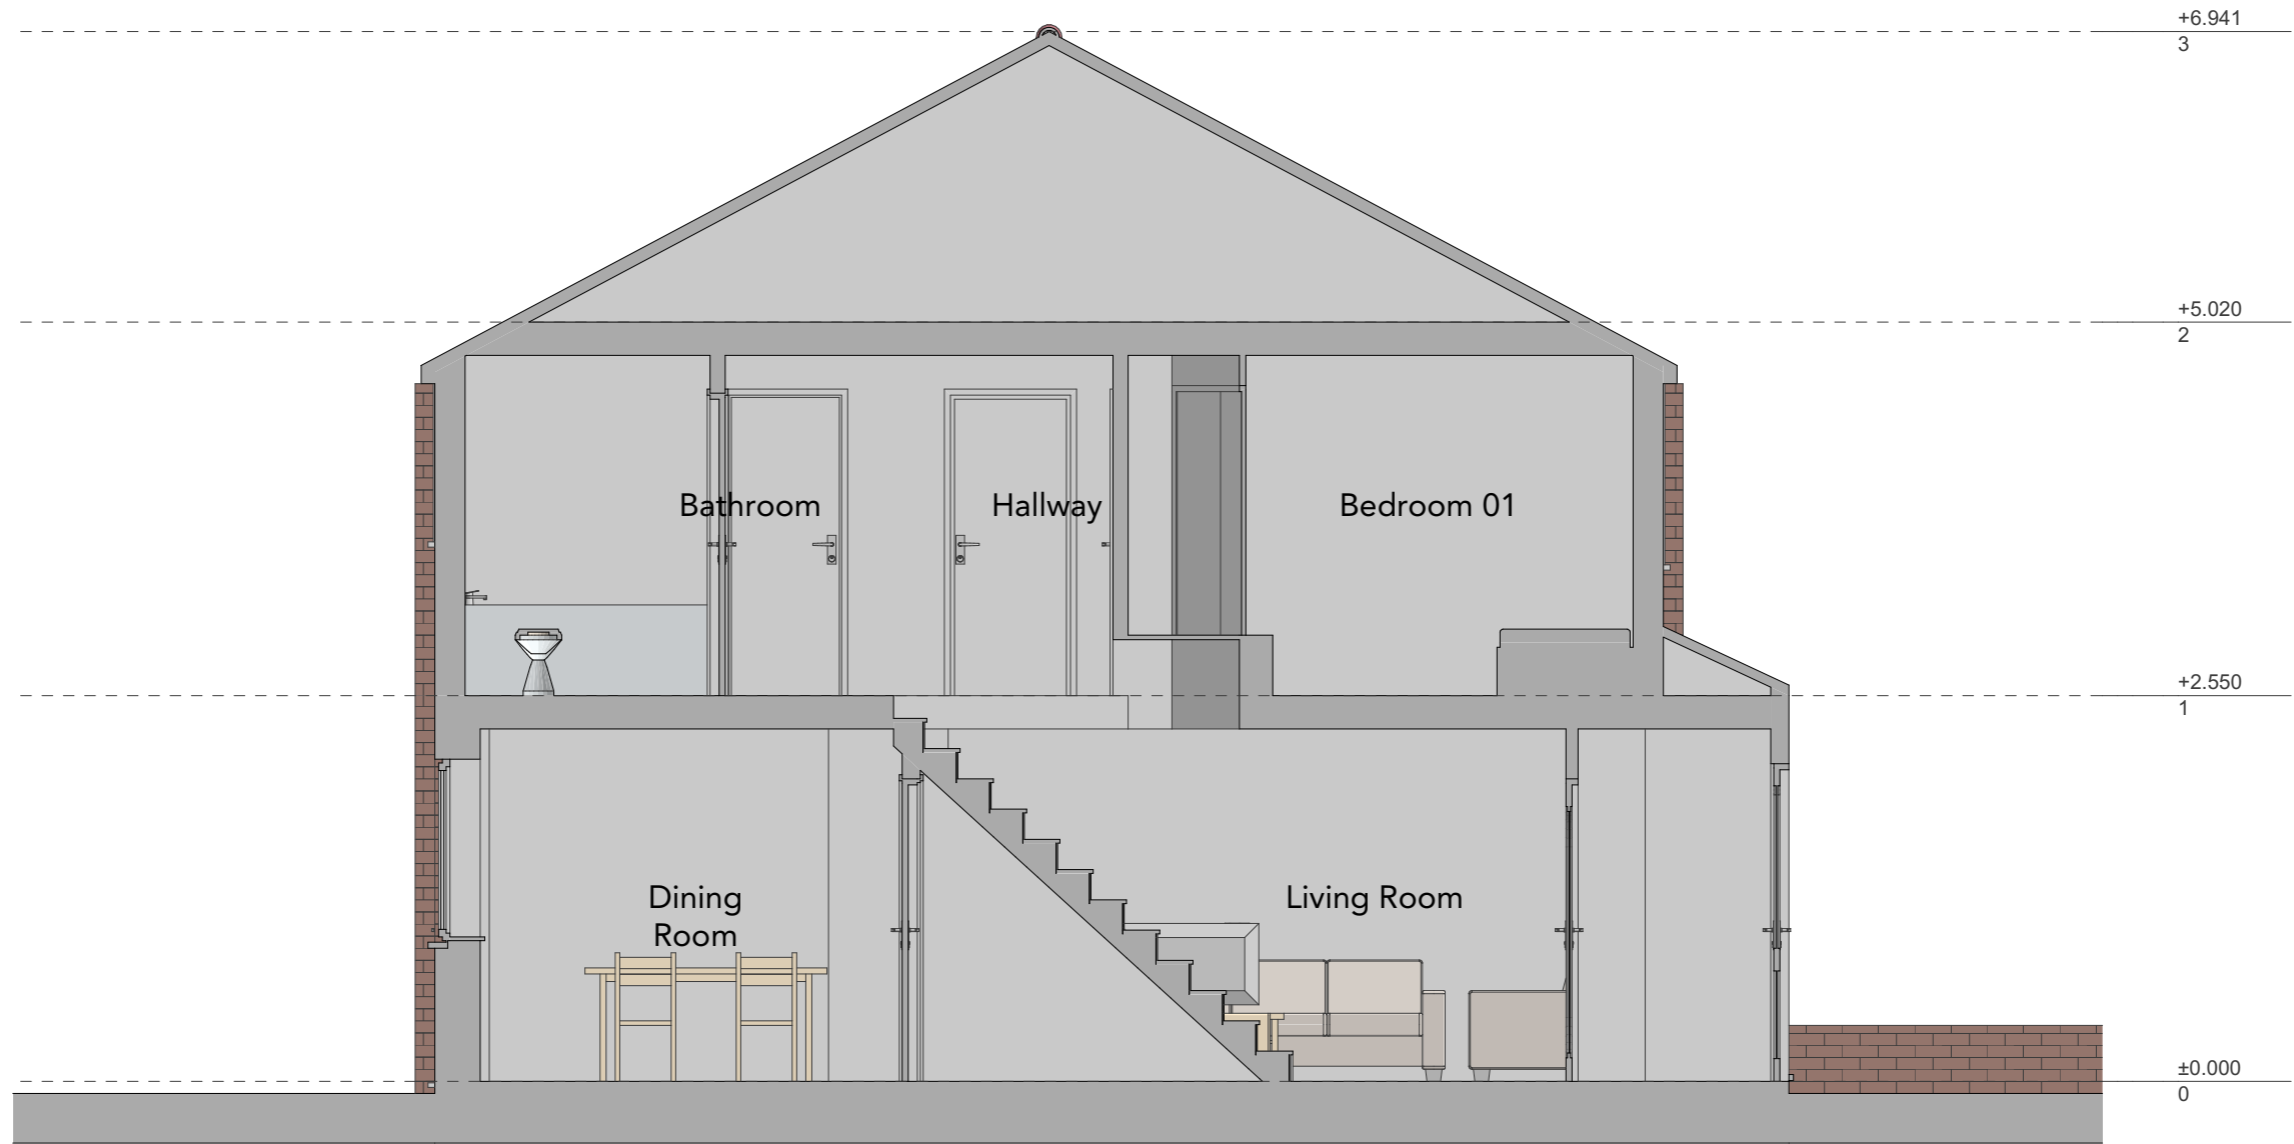 +6.941
3
+5.020
2
Bathroom
Hallway
Bedroom 01
+2.550
1
Dining
Room
Living Room
±0.000
0